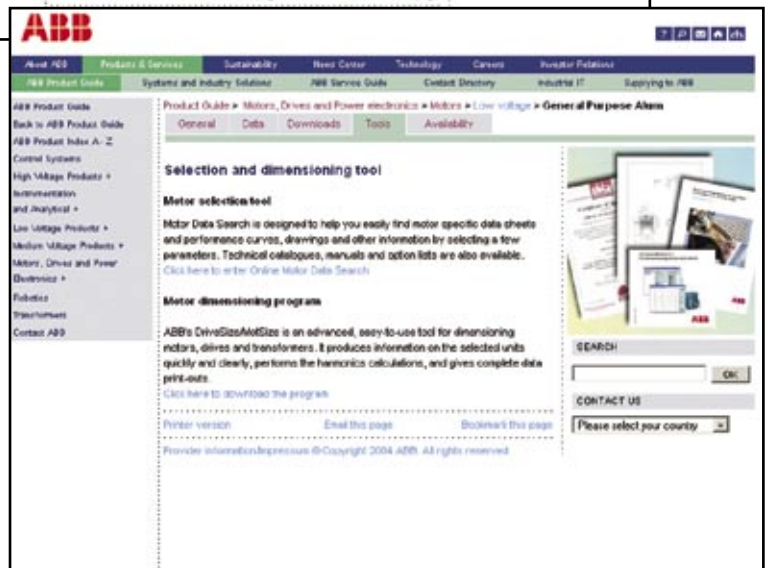 ABB
About ABB Products & Services Sustainability News Center Technology Careers Investor Relations
ABB Product Guide Systems and Industry Solutions ABB Service Guide Contact Directory Industrial IT Supplying to ABB
ABB Product Guide
Back to ABB Product Guide
ABB Product Index A- Z
Control Systems
High Voltage Products
Instrumentation
and Analytical
Low Voltage Products
Medium Voltage Products
Motors, Drives and Power
Electronics
Robotics
Transformers
Contact ABB
Product Guide ▸ Motors, Drives and Power electronics ▸ Motors ▸ Low voltage ▸ General Purpose Alum
General Data Downloads Tools Availability
Selection and dimensioning tool
Motor selection tool
Motor Data Search is designed to help you easily find motor specific data sheets
and performance curves, drawings and other information by selecting a few
parameters. Technical catalogues, manuals and option lists are also available.
Click here to enter Online Motor Data Search
Motor dimensioning program
ABB's DriveSize/MotSize is an advanced, easy-to-use tool for dimensioning
motors, drives and transformers. It produces information on the selected units
quickly and clearly, performs the harmonics calculations, and gives complete data
print-outs.
Click here to download the program
Printer version Email this page Bookmark this page
Provider information/Impressum © Copyright 2004 ABB. All rights reserved
ABB
SEARCH
OK
CONTACT US
Please select your country